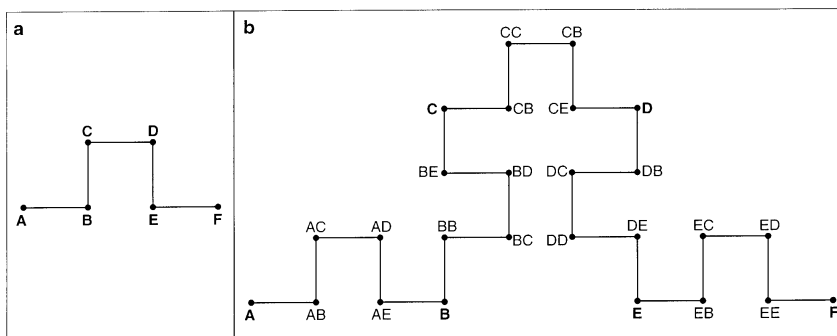 a
b
CC CB
C CB CE D
C D
BE BD DC DB
A B E F
AC AD BB BC DD DE EC ED
A AB AE B E EB EE F